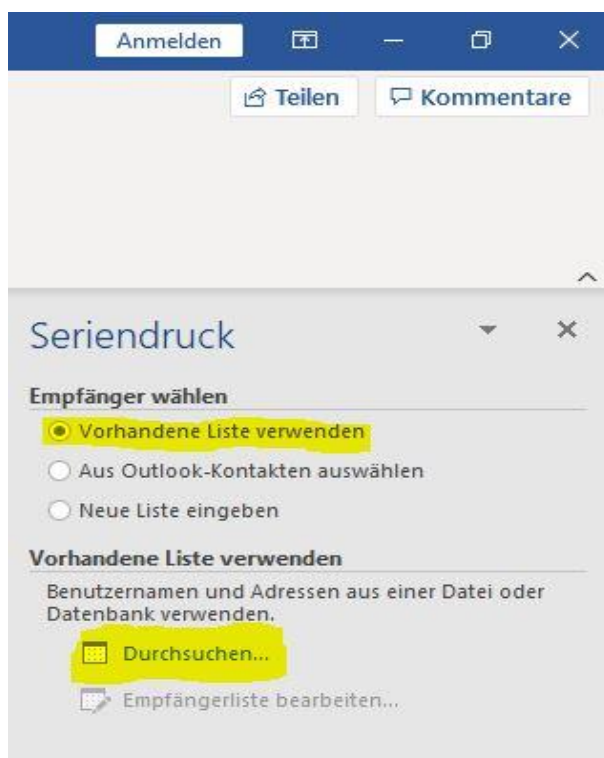 Anmelden
Teilen
Kommentare
Seriendruck
Empfänger wählen
Vorhandene Liste verwenden
Aus Outlook-Kontakten auswählen
Neue Liste eingeben
Vorhandene Liste verwenden
Benutzernamen und Adressen aus einer Datei oder
Datenbank verwenden.
Durchsuchen...
Empfängerliste bearbeiten...